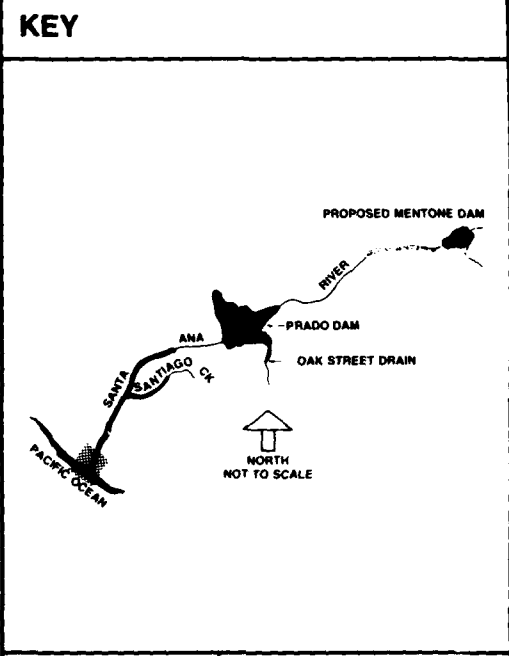 KEY
PROPOSED MENTONE DAM
RIVER
PRADO DAM
ANA
OAK STREET DRAIN
SANTIAGO CK
SANTA
NORTH
NOT TO SCALE
PACIFIC OCEAN